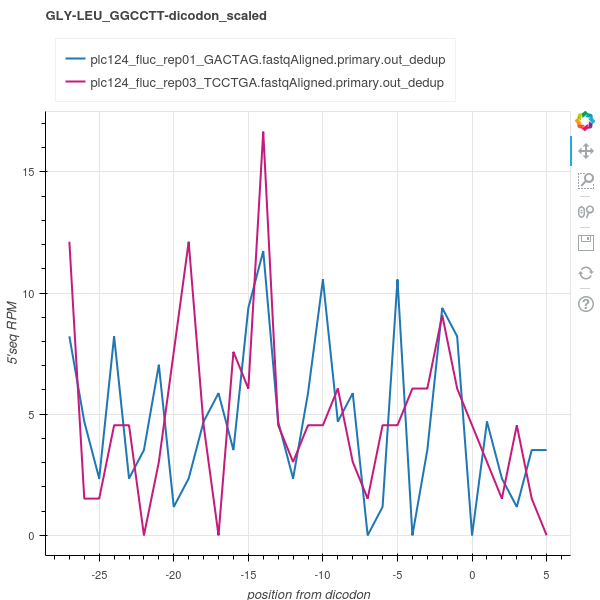 GLY-LEU_GGCCTT-dicodon_scaled
plc124_fluc_rep01_GACTAG.fastqAligned.primary.out_dedup
plc124_fluc_rep03_TCCTGA.fastqAligned.primary.out_dedup
15
10
5
0
5'seq RPM
-25 -20 -15 -10 -5 0 5
position from dicodon